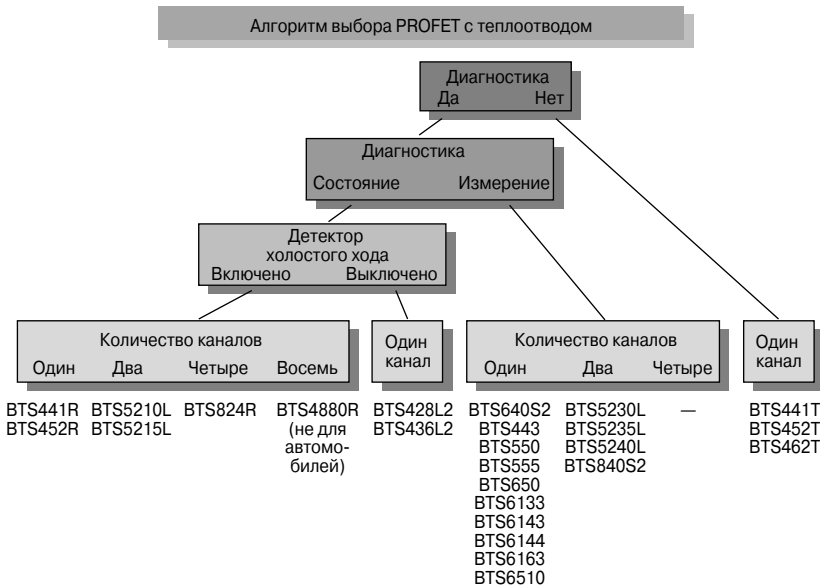 Алгоритм выбора PROFET с теплоотводом
Диагностика
Да Нет
Диагностика
Состояние Измерение
Детектор
холостого хода
Включено Выключено
Количество каналов
Один Два Четыре Восемь
Один
канал
Количество каналов
Один Два Четыре
Один
канал
BTS441R BTS5210L BTS824R BTS4880R BTS428L2 BTS640S2 BTS5230L — BTS441T
BTS452R BTS5215L (не для BTS436L2 BTS443 BTS5235L BTS452T
автомо- BTS550 BTS5240L BTS462T
билей) BTS555 BTS840S2
BTS650
BTS6133
BTS6143
BTS6144
BTS6163
BTS6510